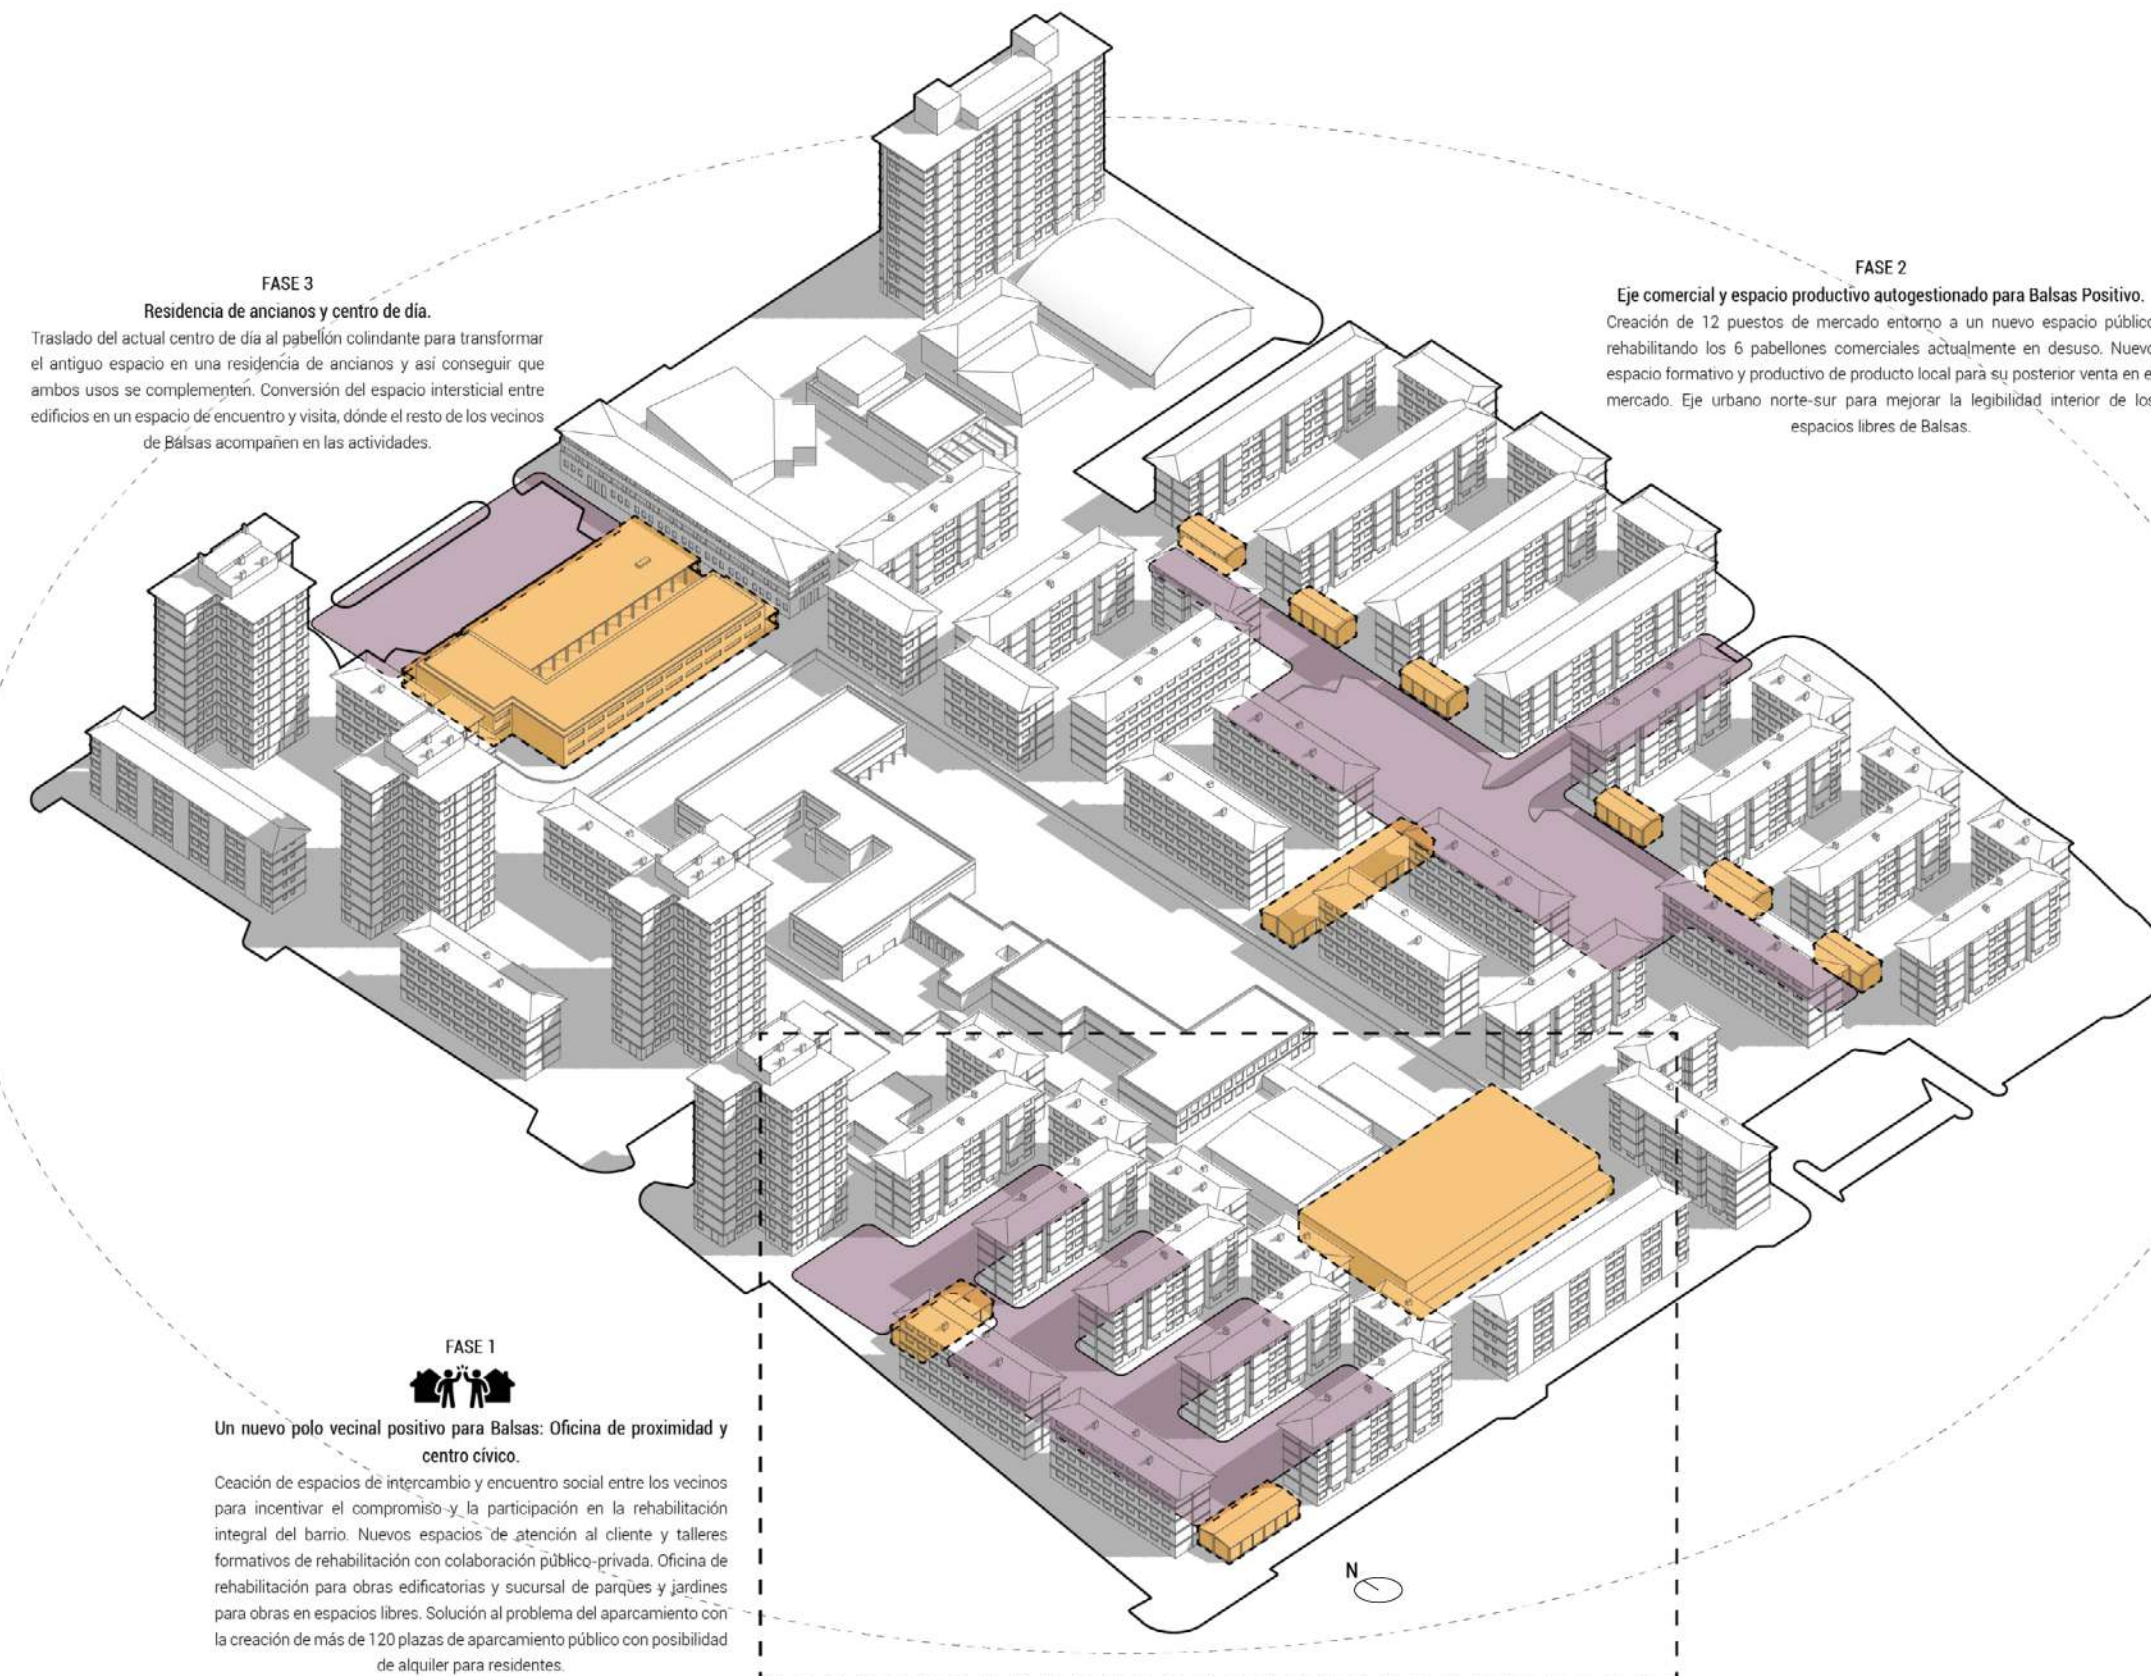 FASE 3
Residencia de ancianos y centro de día.
Traslado del actual centro de día al pabellón colindante para transformar
el antiguo espacio en una residencia de ancianos y así conseguir que
ambos usos se complementen. Conversión del espacio intersticial entre
edificios en un espacio de encuentro y visita, dónde el resto de los vecinos
de Balsas acompañen en las actividades.
FASE 2
Eje comercial y espacio productivo autogestionado para Balsas Positivo.
Creación de 12 puestos de mercado entorno a un nuevo espacio público
rehabilitando los 6 pabellones comerciales actualmente en desuso. Nuevo
espacio formativo y productivo de producto local para su posterior venta en e
mercado. Eje urbano norte-sur para mejorar la legibilidad interior de los
espacios libres de Balsas.
FASE 1
Un nuevo polo vecinal positivo para Balsas: Oficina de proximidad y
centro cívico.
Ceación de espacios de intercambio y encuentro social entre los vecinos
para incentivar el compromiso y la participación en la rehabilitación
integral del barrio. Nuevos espacios de atención al cliente y talleres
formativos de rehabilitación con colaboración público-privada. Oficina de
rehabilitación para obras edificatorias y sucursal de parques y jardines
para obras en espacios libres. Solución al problema del aparcamiento con
la creación de más de 120 plazas de aparcamiento público con posibilidad
de alquiler para residentes.
N